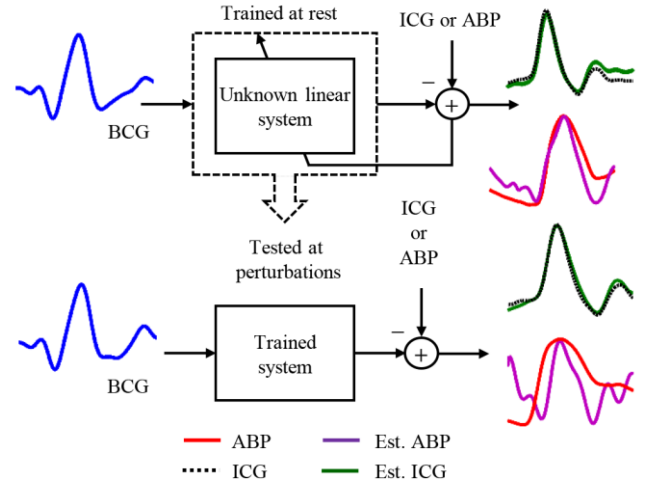 Trained at rest
ICG or ABP
Unknown linear
system
BCG
−
+
Tested at
perturbations
ICG
or
ABP
Trained
system
BCG
−
+
ABP
Est. ABP
ICG
Est. ICG